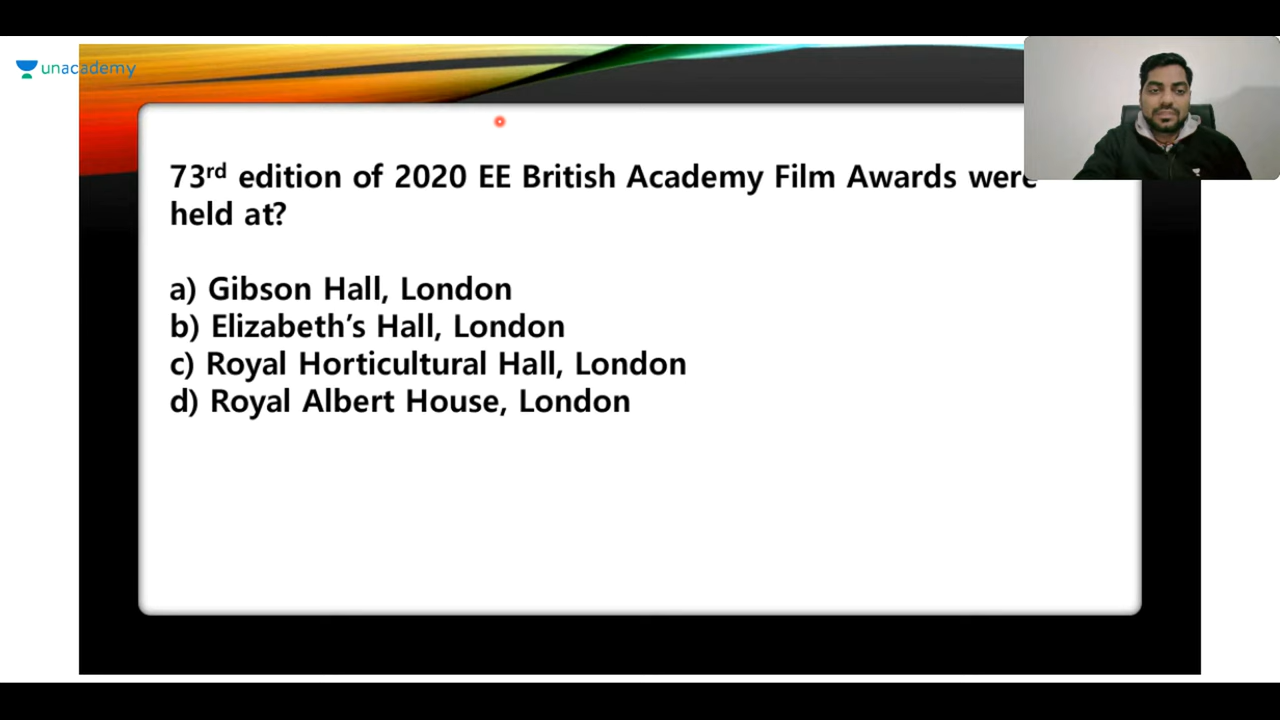 unacademy
73rd edition of 2020 EE British Academy Film Awards were
held at?
a) Gibson Hall, London
b) Elizabeth’s Hall, London
c) Royal Horticultural Hall, London
d) Royal Albert House, London